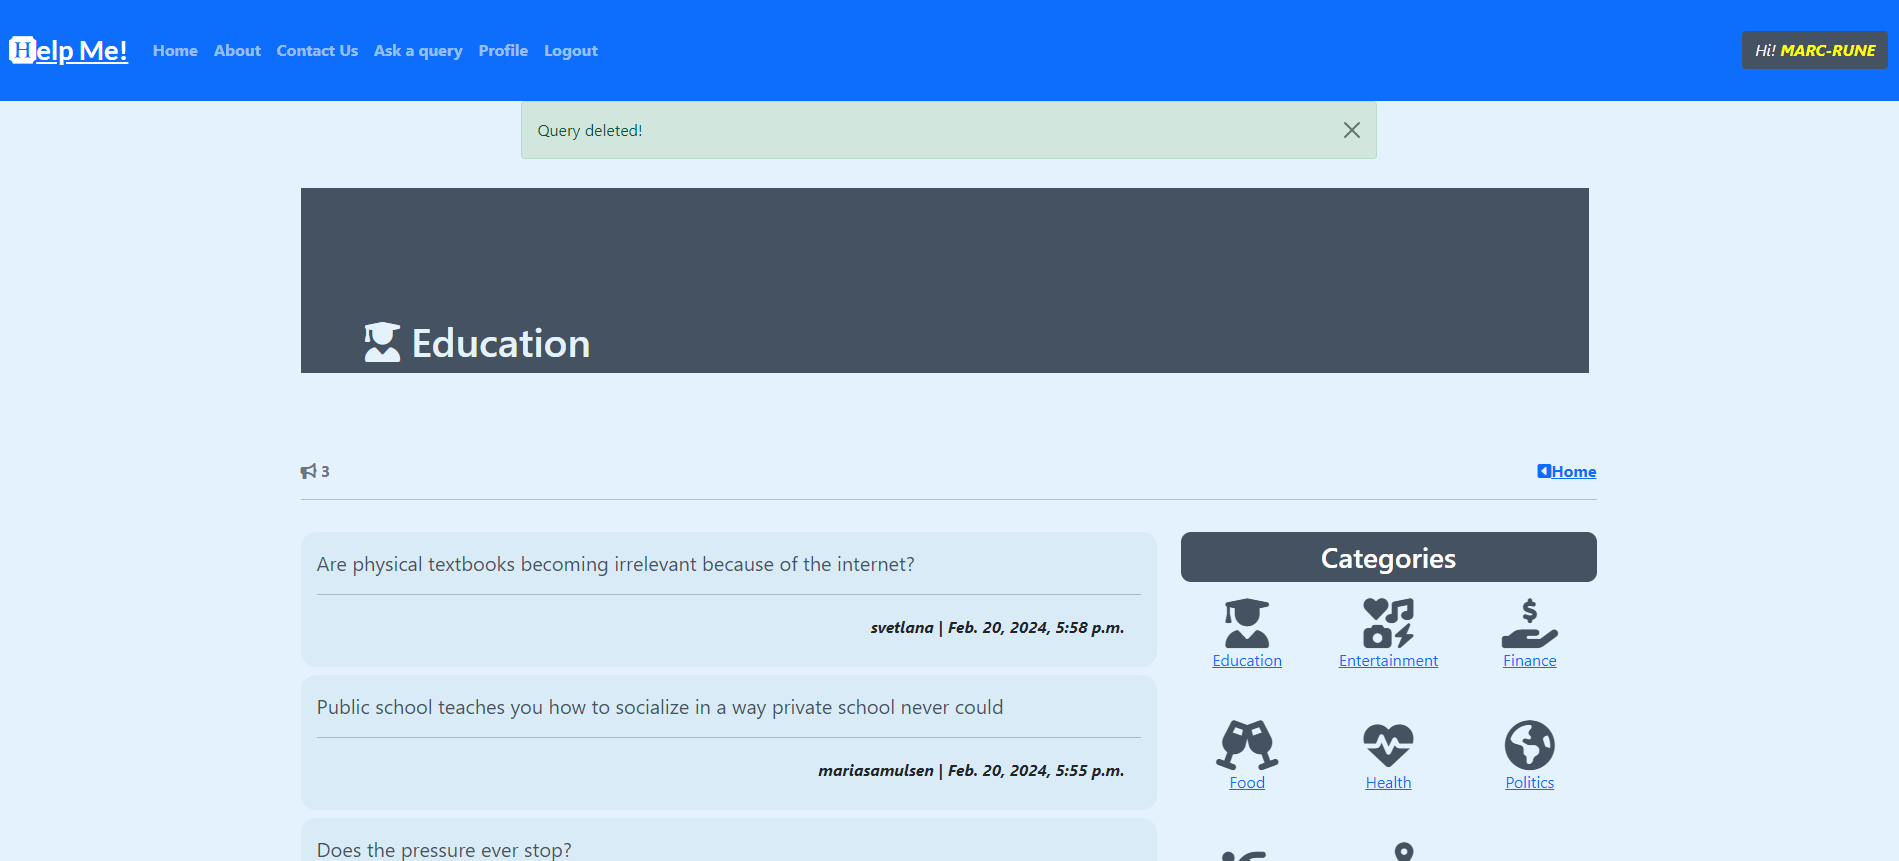 Help Me! Home About Contact Us Ask a query Profile Logout Hi! MARC-RUNE
Query deleted!
Education
3 Home
Are physical textbooks becoming irrelevant because of the internet?
svetlana | Feb. 20, 2024, 5:58 p.m.
Public school teaches you how to socialize in a way private school never could
mariasamulsen | Feb. 20, 2024, 5:55 p.m.
Does the pressure ever stop?
Categories
Education Entertainment Finance
Food Health Politics